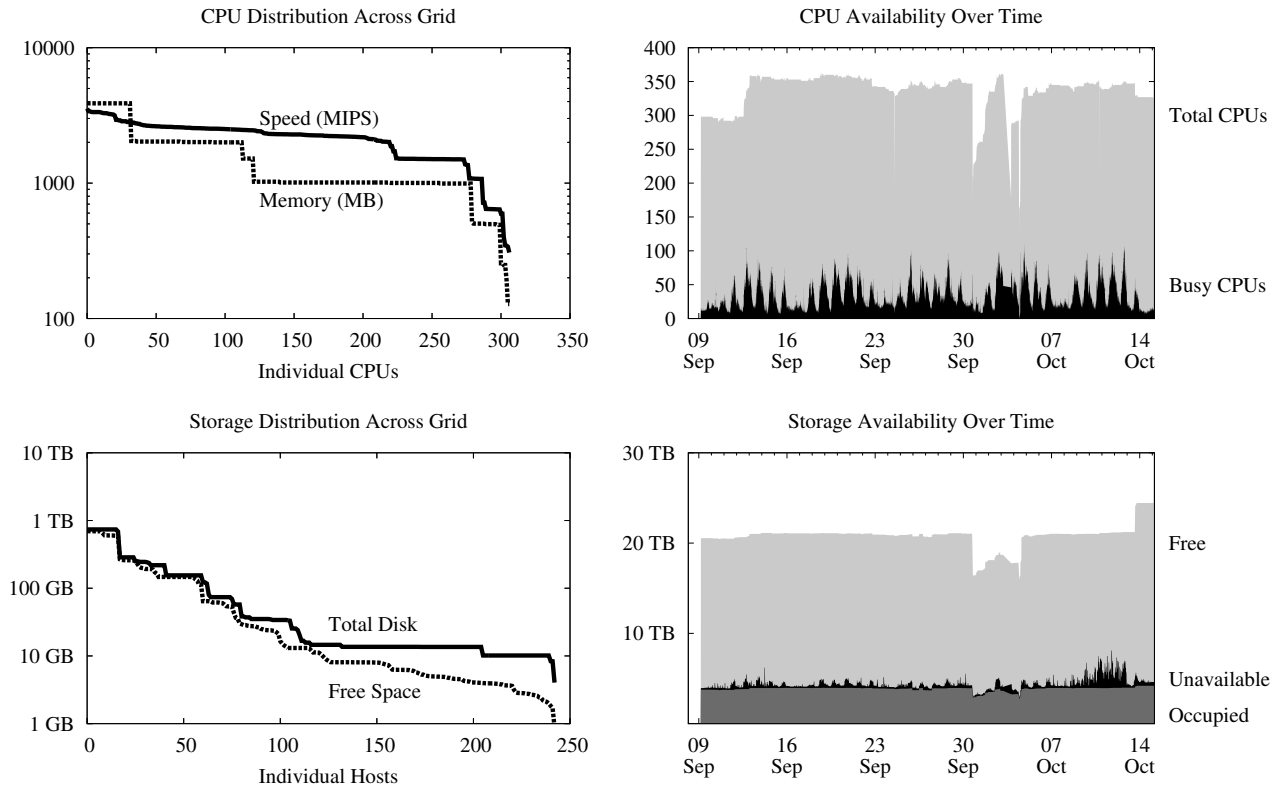 CPU Distribution Across Grid
10000
1000
100
Speed (MIPS)
Memory (MB)
0 50 100 150 200 250 300 350
Individual CPUs
CPU Availability Over Time
400
350
300
250
200
150
100
50
0
Total CPUs
Busy CPUs
09 16 23 30 07 14
Sep Sep Sep Sep Oct Oct
Storage Distribution Across Grid
10 TB
1 TB
100 GB
10 GB
1 GB
Total Disk
Free Space
0 50 100 150 200 250
Individual Hosts
Storage Availability Over Time
30 TB
20 TB
10 TB
Free
Unavailable
Occupied
09 16 23 30 07 14
Sep Sep Sep Sep Oct Oct